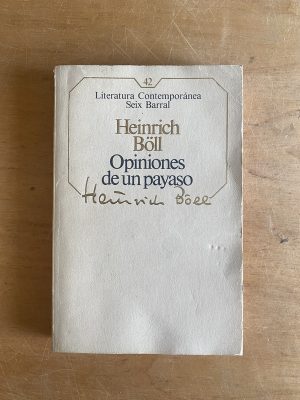 42
Literatura Contemporánea
Seix Barral
Heinrich
Böll
Opiniones
de un payaso
Heinrich Böll